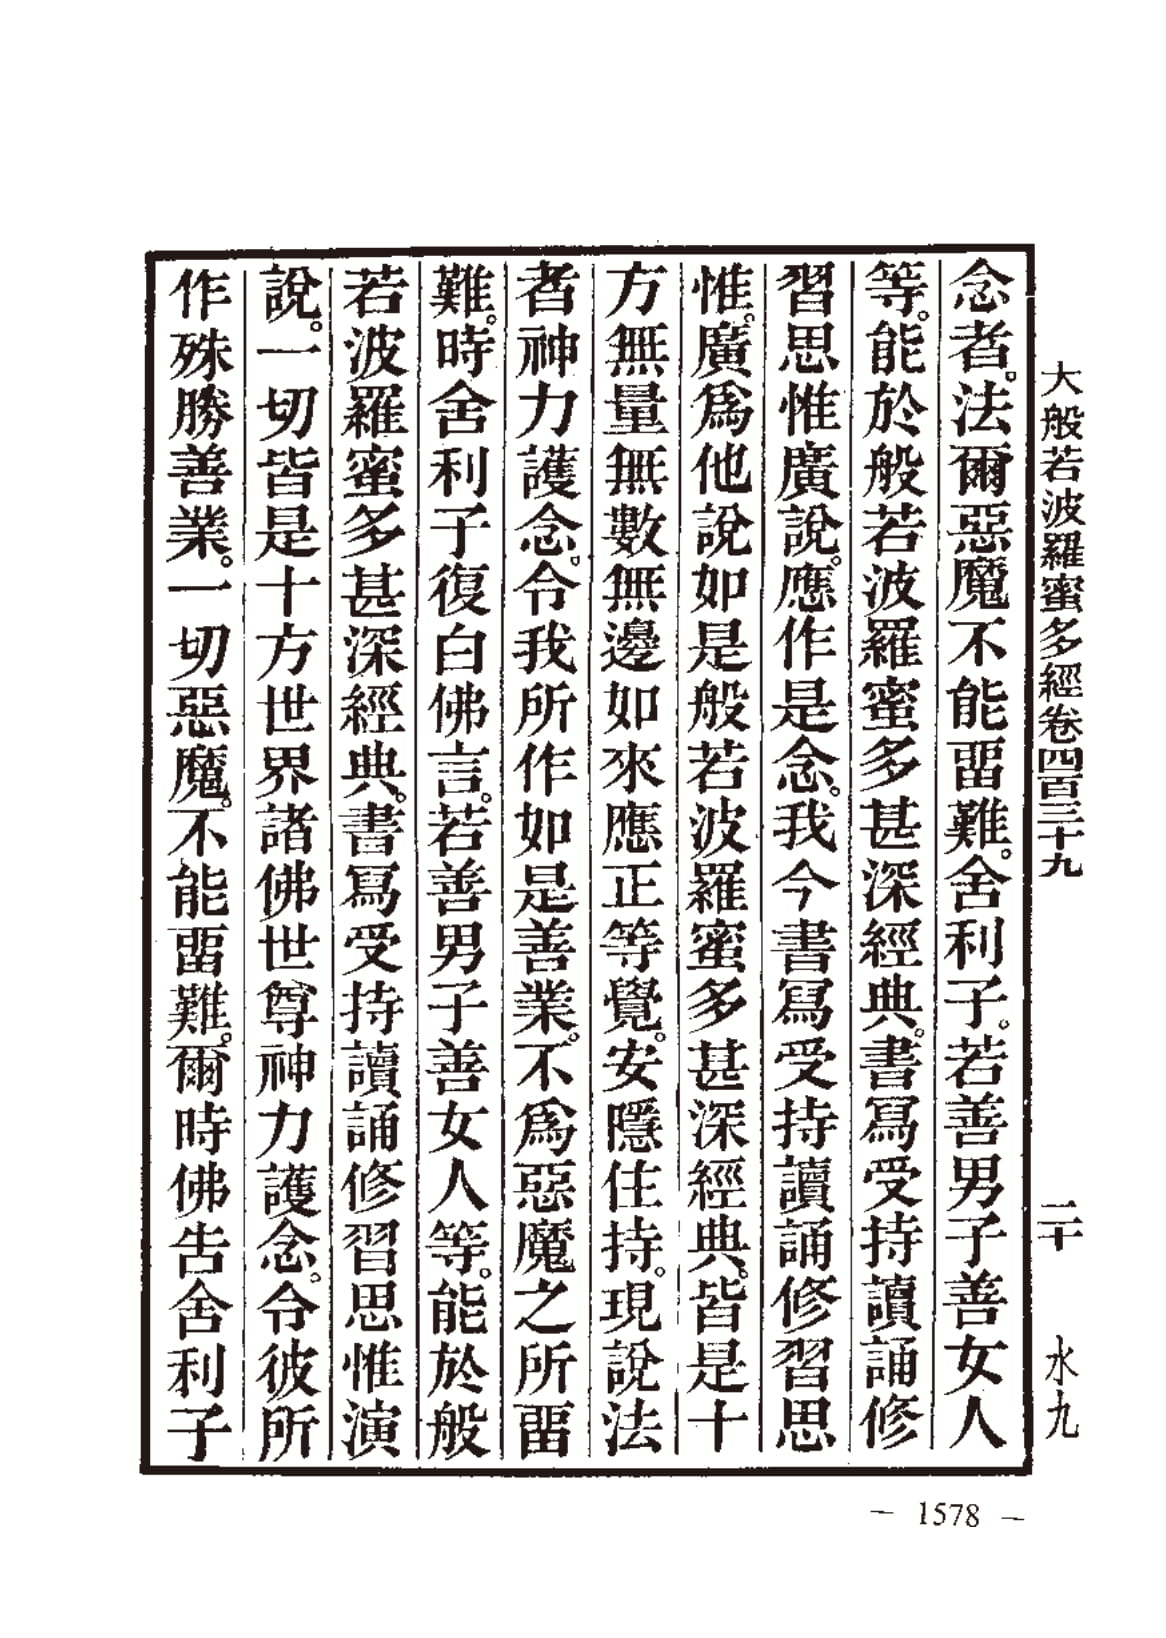 大般若波羅蜜多經卷四百三十九 二十 水九
念者。法爾惡魔不能畱難。舍利子。若善男子善女人
等。能於般若波羅蜜多甚深經典。書寫受持讀誦修
習思惟廣說。應作是念。我今書寫受持讀誦修習思
惟。廣爲他說如是般若波羅蜜多甚深經典。皆是十
方無量無數無邊如來應正等覺。安隱住持。現說法
者神力護念。令我所作如是善業。不爲惡魔之所畱
難。時舍利子復白佛言。若善男子善女人等。能於般
若波羅蜜多甚深經典。書寫受持讀誦修習思惟演
說。一切皆是十方世界諸佛世尊神力護念。令彼所
作殊勝善業。一切惡魔。不能畱難。爾時佛告舍利子
— 1578 —